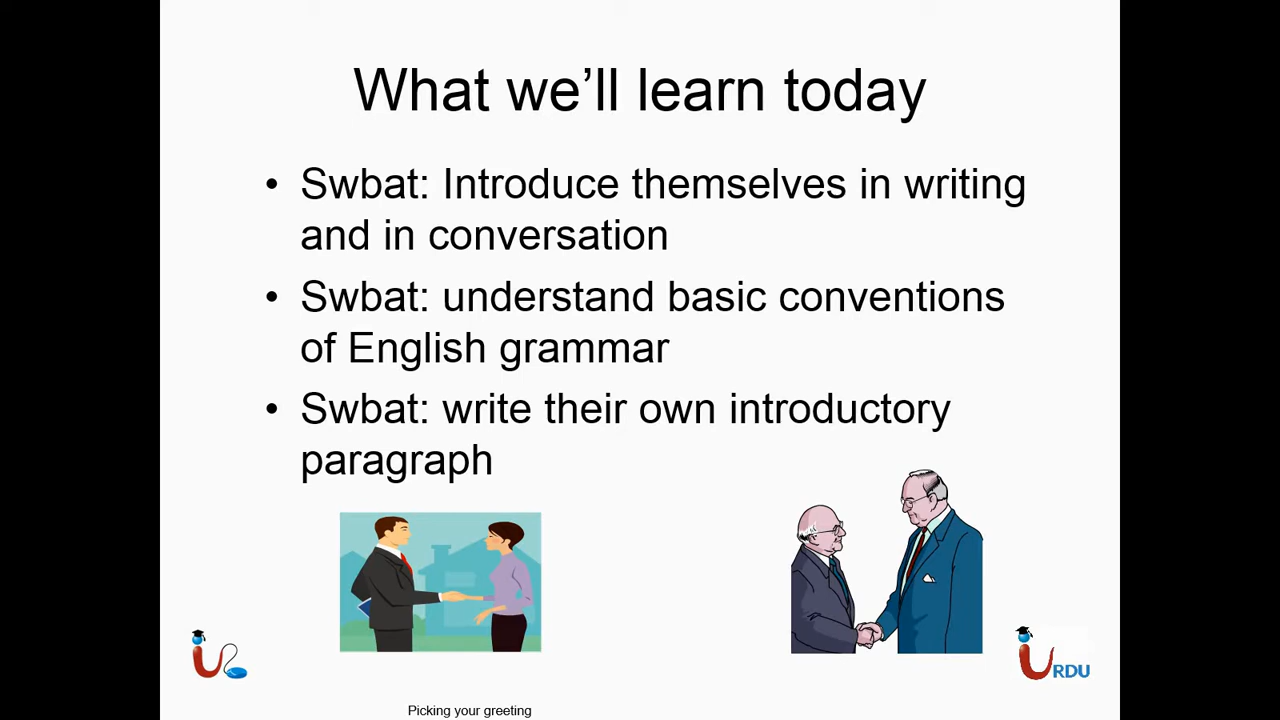 What we’ll learn today
• Swbat: Introduce themselves in writing
and in conversation
• Swbat: understand basic conventions
of English grammar
• Swbat: write their own introductory
paragraph
URDU
Picking your greeting